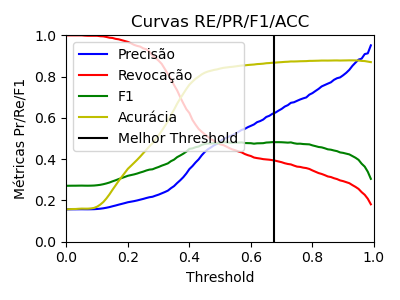 Curvas RE/PR/F1/ACC
Métricas Pr/Re/F1
1.0
0.8
0.6
0.4
0.2
0.0
Precisão
Revocação
F1
Acurácia
Melhor Threshold
0.0 0.2 0.4 0.6 0.8 1.0
Threshold